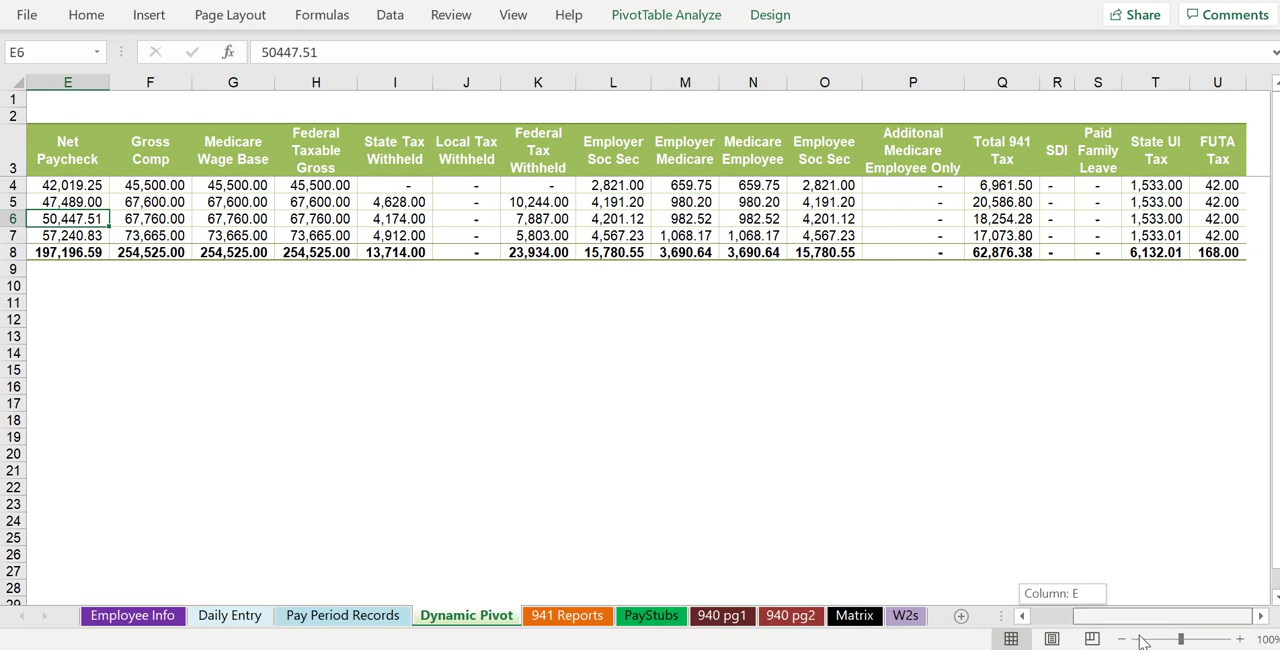 File Home Insert Page Layout Formulas Data Review View Help PivotTable Analyze Design Share Comments
E6 fx 50447.51
E F G H I J K L M N O P Q R S T U
1
2
3 Net Paycheck Gross Comp Medicare Wage Base Federal Taxable Gross State Tax Withheld Local Tax Withheld Federal Tax Withheld Employer Soc Sec Employer Medicare Medicare Employee Employee Soc Sec Additonal Medicare Employee Only Total 941 Tax SDI Paid Family Leave State UI Tax FUTA Tax
4 42,019.25 45,500.00 45,500.00 45,500.00 - - - 2,821.00 659.75 659.75 2,821.00 - 6,961.50 - - 1,533.00 42.00
5 47,489.00 67,600.00 67,600.00 67,600.00 4,628.00 - 10,244.00 4,191.20 980.20 980.20 4,191.20 - 20,586.80 - - 1,533.00 42.00
6 50,447.51 67,760.00 67,760.00 67,760.00 4,174.00 - 7,887.00 4,201.12 982.52 982.52 4,201.12 - 18,254.28 - - 1,533.00 42.00
7 57,240.83 73,665.00 73,665.00 73,665.00 4,912.00 - 5,803.00 4,567.23 1,068.17 1,068.17 4,567.23 - 17,073.80 - - 1,533.01 42.00
8 197,196.59 254,525.00 254,525.00 254,525.00 13,714.00 - 23,934.00 15,780.55 3,690.64 3,690.64 15,780.55 - 62,876.38 - - 6,132.01 168.00
9
10
11
12
13
14
15
16
17
18
19
20
21
22
23
24
25
26
27
28
29
Column: E
Employee Info Daily Entry Pay Period Records Dynamic Pivot 941 Reports PayStubs 940 pg1 940 pg2 Matrix W2s
100%